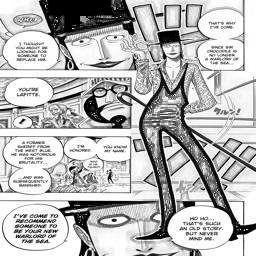 WHY?
I THOUGHT
YOU MIGHT BE
LOOKING FOR
SOMEONE TO
REPLACE HIM.
THAT'S WHY
I'VE COME.
SINCE SIR
CROCODILE IS NO
LONGER
A WARLORD OF
THE SEA...
YOU'RE
LAFITTE.
A FORMER
SHERIFF FROM
THE WEST BLUE.
HE WAS NOTORIOUS
FOR HIS
BRUTALITY...
...AND WAS
SUBSEQUENTLY
BANISHED.
I'M
HONORED.
YOU KNOW
MY NAME.
I'VE COME TO
RECOMMEND
SOMEONE TO
BE YOUR NEW
WARLORD OF
THE SEA.
HO HO...
THAT'S SUCH
AN OLD STORY.
BUT NEVER
MIND ME.